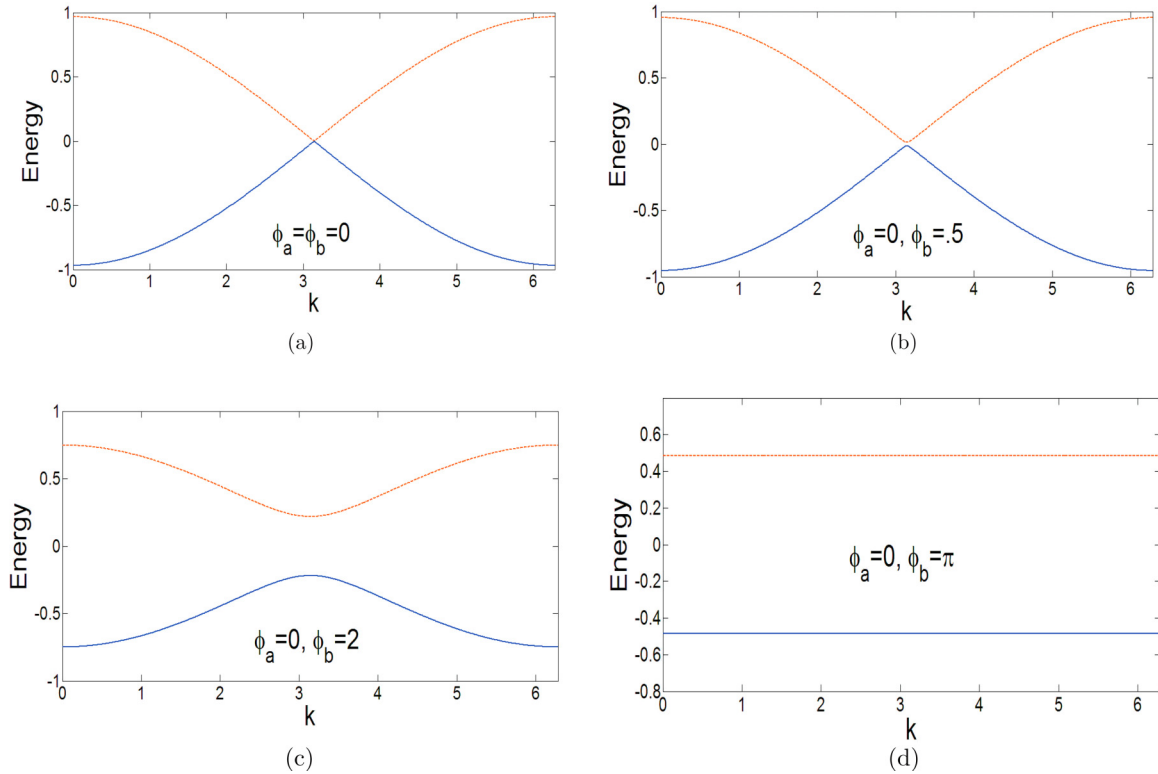 1
0.5
0
-0.5
-1
Energy
0 1 2 3 4 5 6
k
ϕa=ϕb=0
(a)
1
0.5
0
-0.5
-1
Energy
0 1 2 3 4 5 6
k
ϕa=0, ϕb=.5
(b)
1
0.5
0
-0.5
-1
Energy
0 1 2 3 4 5 6
k
ϕa=0, ϕb=2
(c)
0.6
0.4
0.2
0
-0.2
-0.4
-0.6
-0.8
Energy
0 1 2 3 4 5 6
k
ϕa=0, ϕb=π
(d)